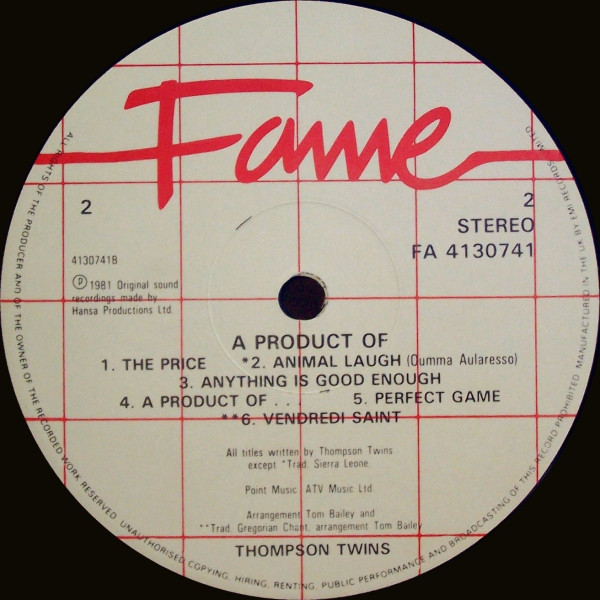 Fame
2
2
STEREO
FA 4130741
4130741B
Ⓟ 1981 Original sound
recordings made by
Hansa Productions Ltd
A PRODUCT OF
1. THE PRICE *2. ANIMAL LAUGH (Oumma Aularesso)
3. ANYTHING IS GOOD ENOUGH
4. A PRODUCT OF . . . 5. PERFECT GAME
**6. VENDREDI SAINT
All titles written by Thompson Twins
except *Trad. Sierra Leone.
Point Music/ATV Music Ltd.
Arrangement Tom Bailey and
**Trad. Gregorian Chant, arrangement Tom Bailey
THOMPSON TWINS
ALL RIGHTS OF THE PRODUCER AND OF THE OWNER OF THE RECORDED WORK RESERVED. UNAUTHORISED COPYING, HIRING, RENTING, PUBLIC PERFORMANCE AND BROADCASTING OF THIS RECORD PROHIBITED. MANUFACTURED IN THE UK BY EMI RECORDS LIMITED